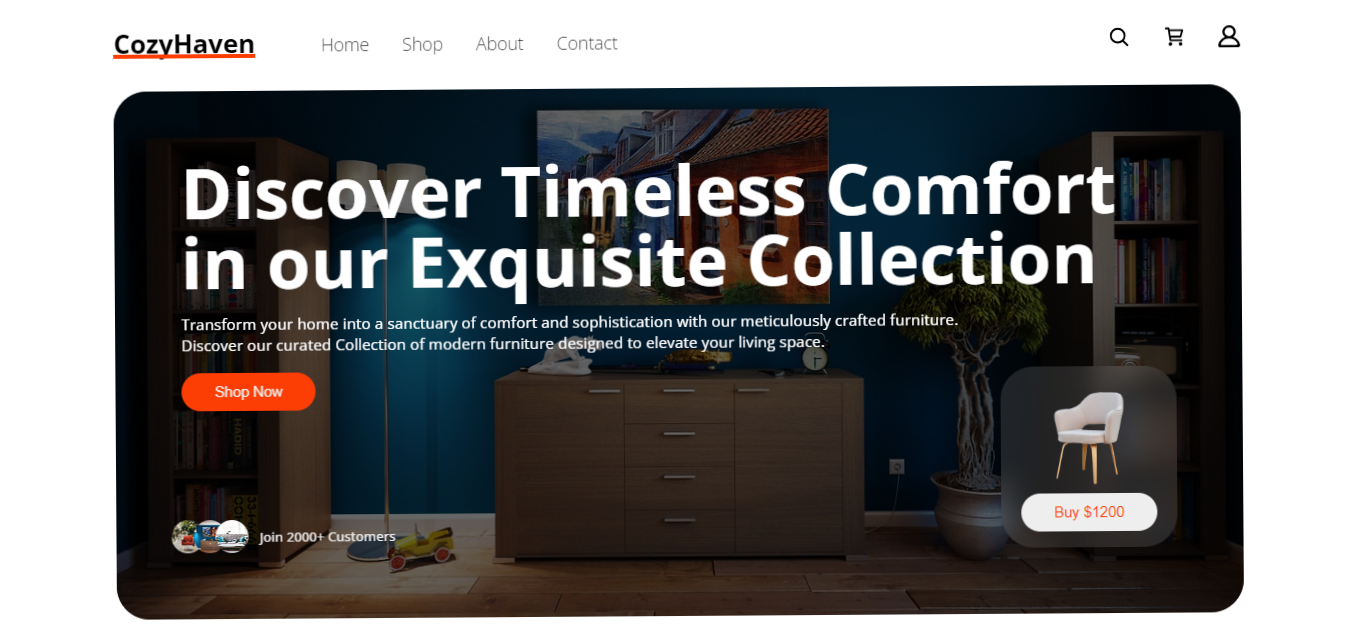 CozyHaven
Home Shop About Contact
Discover Timeless Comfort
in our Exquisite Collection
Transform your home into a sanctuary of comfort and sophistication with our meticulously crafted furniture.
Discover our curated Collection of modern furniture designed to elevate your living space.
Shop Now
HADID
Buy $1200
Join 2000+ Customers